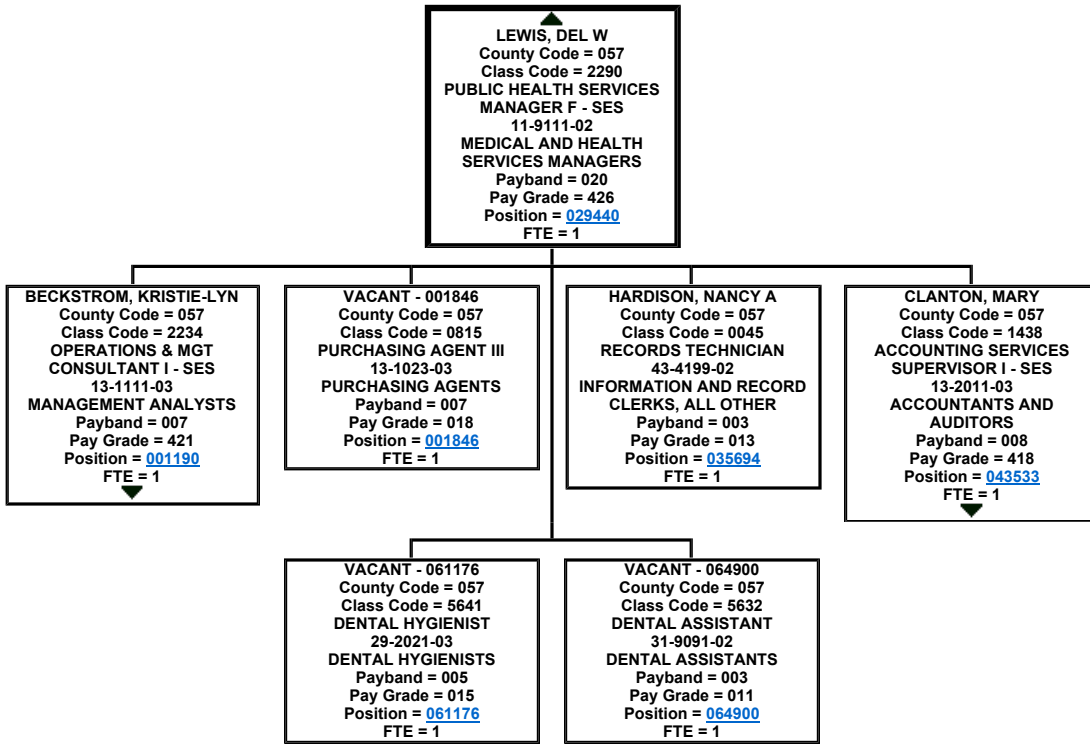 LEWIS, DEL W
County Code = 057
Class Code = 2290
PUBLIC HEALTH SERVICES
MANAGER F - SES
11-9111-02
MEDICAL AND HEALTH
SERVICES MANAGERS
Payband = 020
Pay Grade = 426
Position = 029440
FTE = 1
BECKSTROM, KRISTIE-LYN
County Code = 057
Class Code = 2234
OPERATIONS & MGT
CONSULTANT I - SES
13-1111-03
MANAGEMENT ANALYSTS
Payband = 007
Pay Grade = 421
Position = 001190
FTE = 1
VACANT - 001846
County Code = 057
Class Code = 0815
PURCHASING AGENT III
13-1023-03
PURCHASING AGENTS
Payband = 007
Pay Grade = 018
Position = 001846
FTE = 1
HARDISON, NANCY A
County Code = 057
Class Code = 0045
RECORDS TECHNICIAN
43-4199-02
INFORMATION AND RECORD
CLERKS, ALL OTHER
Payband = 003
Pay Grade = 013
Position = 035694
FTE = 1
CLANTON, MARY
County Code = 057
Class Code = 1438
ACCOUNTING SERVICES
SUPERVISOR I - SES
13-2011-03
ACCOUNTANTS AND
AUDITORS
Payband = 008
Pay Grade = 418
Position = 043533
FTE = 1
VACANT - 061176
County Code = 057
Class Code = 5641
DENTAL HYGIENIST
29-2021-03
DENTAL HYGIENISTS
Payband = 005
Pay Grade = 015
Position = 061176
FTE = 1
VACANT - 064900
County Code = 057
Class Code = 5632
DENTAL ASSISTANT
31-9091-02
DENTAL ASSISTANTS
Payband = 003
Pay Grade = 011
Position = 064900
FTE = 1